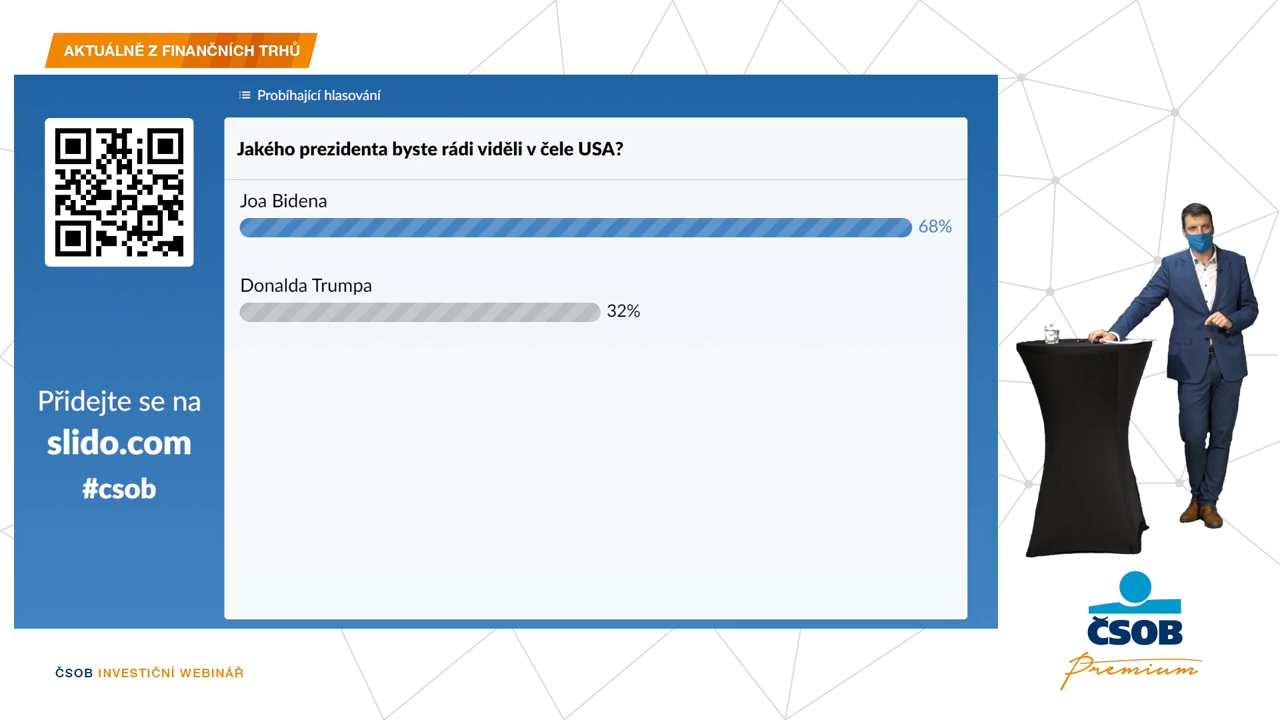 AKTUÁLNĚ Z FINANČNÍCH TRHŮ
Probíhající hlasování
Jakého prezidenta byste rádi viděli v čele USA?
Joa Bidena
68%
Donalda Trumpa
32%
Přidejte se na
slido.com
#csob
ČSOB
Premium
ČSOB INVESTIČNÍ WEBINÁŘ